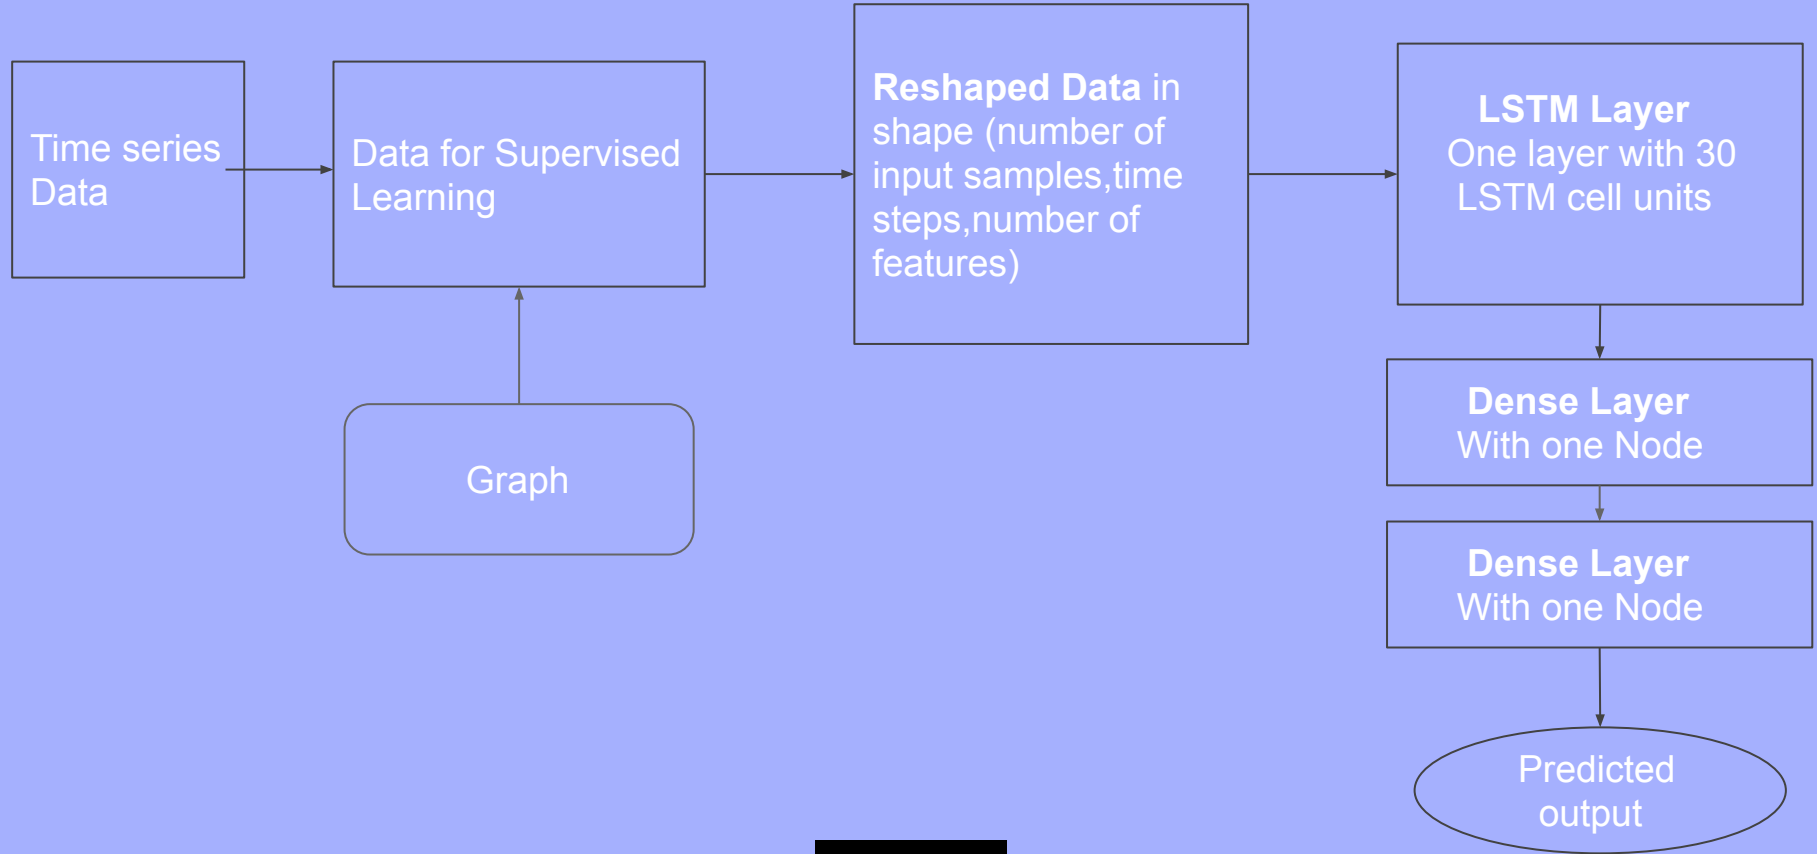 Time series
Data
Data for Supervised
Learning
Reshaped Data in
shape (number of
input samples,time
steps,number of
features)
LSTM Layer
One layer with 30
LSTM cell units
Graph
Dense Layer
With one Node
Dense Layer
With one Node
Predicted
output